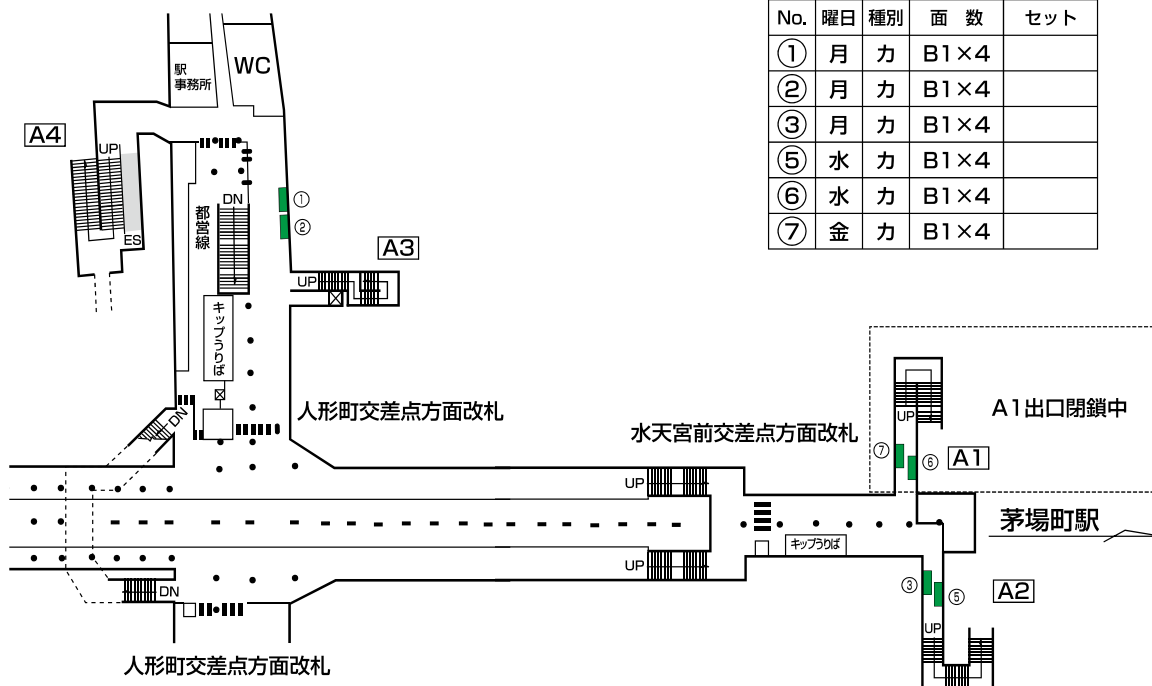 No. 曜日 種別 面 数 セット
① 月 カ B1×4
② 月 カ B1×4
③ 月 カ B1×4
⑤ 水 カ B1×4
⑥ 水 カ B1×4
⑦ 金 カ B1×4
駅
事務所
WC
A4
UP
ES
都営線
DN
①
②
A3
UP
キップうりば
DN
人形町交差点方面改札
水天宮前交差点方面改札
A1出口閉鎖中
UP
⑦
⑥
A1
UP
茅場町駅
キップうりば
UP
DN
③
⑤
A2
UP
人形町交差点方面改札